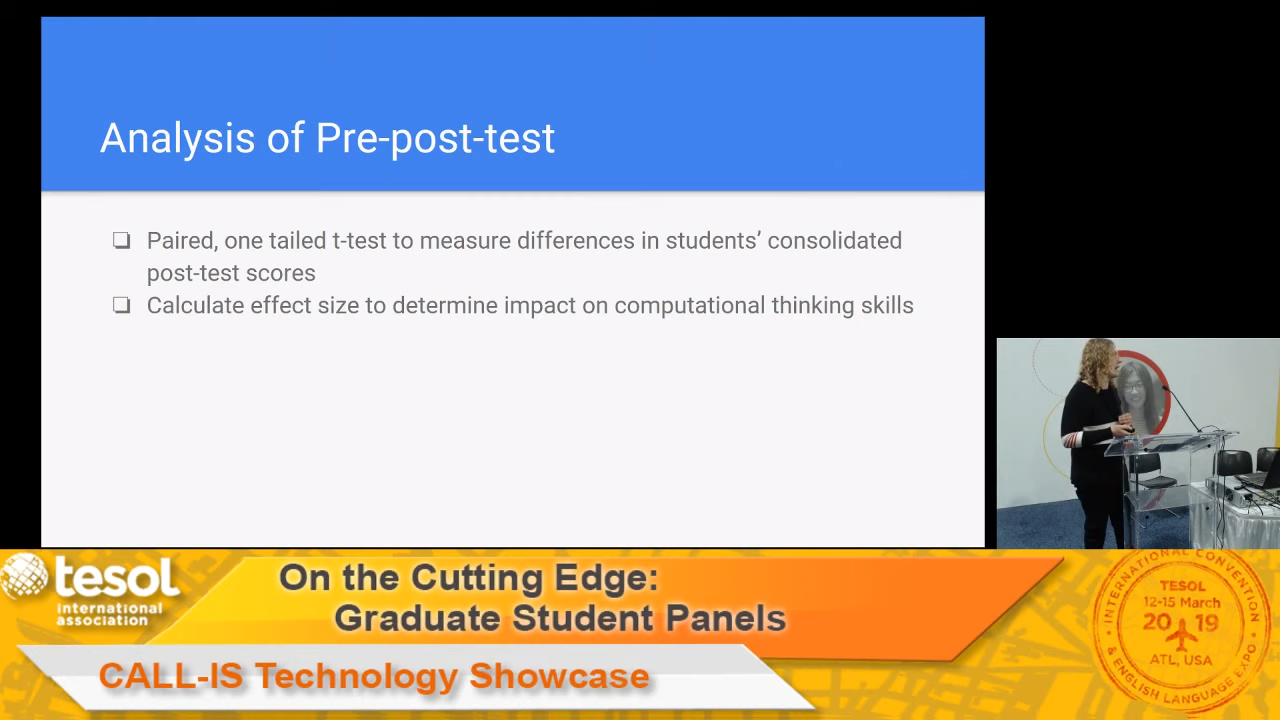 Analysis of Pre-post-test
❏ Paired, one tailed t-test to measure differences in students’ consolidated
post-test scores
❏ Calculate effect size to determine impact on computational thinking skills
tesol
international
association
On the Cutting Edge:
Graduate Student Panels
CALL-IS Technology Showcase
INTERNATIONAL CONVENTION
TESOL
12-15 March
2019
ATL, USA
& ENGLISH LANGUAGE EXPO